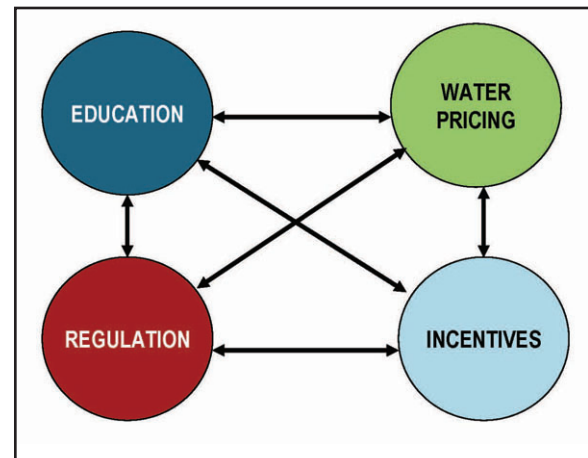 EDUCATION
WATER
PRICING
REGULATION
INCENTIVES